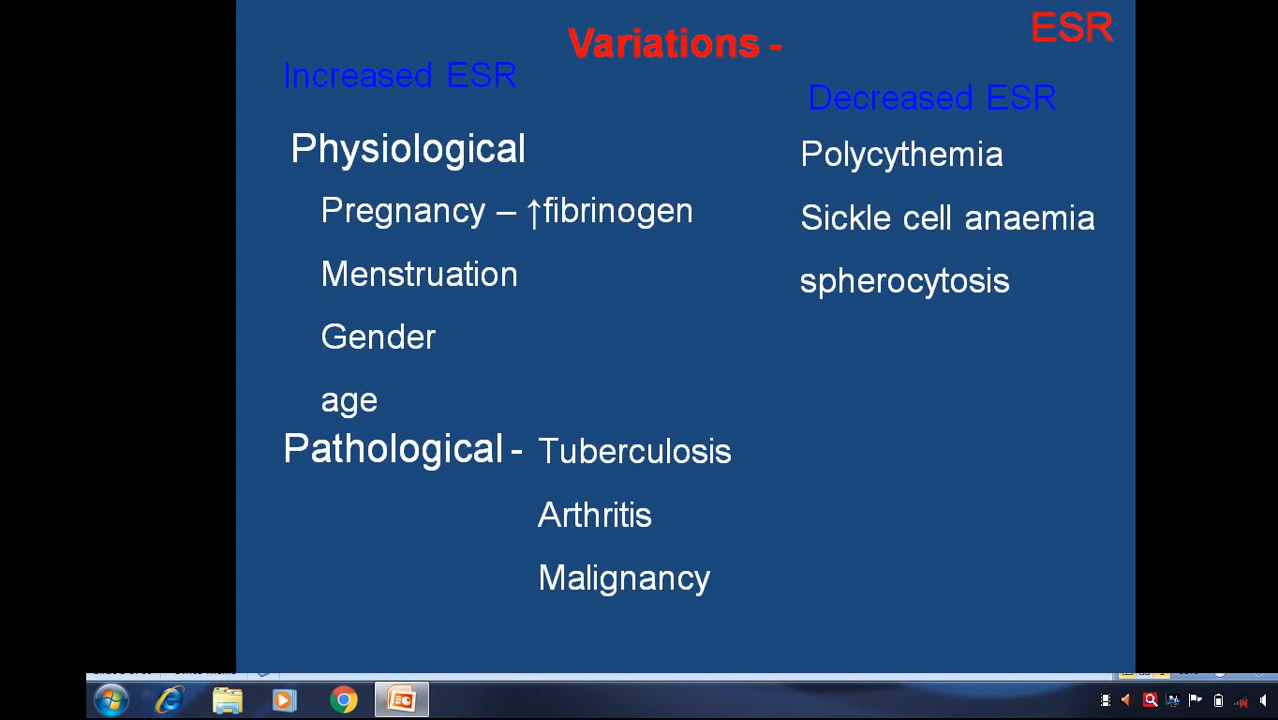 Variations -
ESR
Increased ESR
Physiological
Pregnancy – ↑fibrinogen
Menstruation
Gender
age
Pathological - Tuberculosis
Arthritis
Malignancy
Decreased ESR
Polycythemia
Sickle cell anaemia
spherocytosis